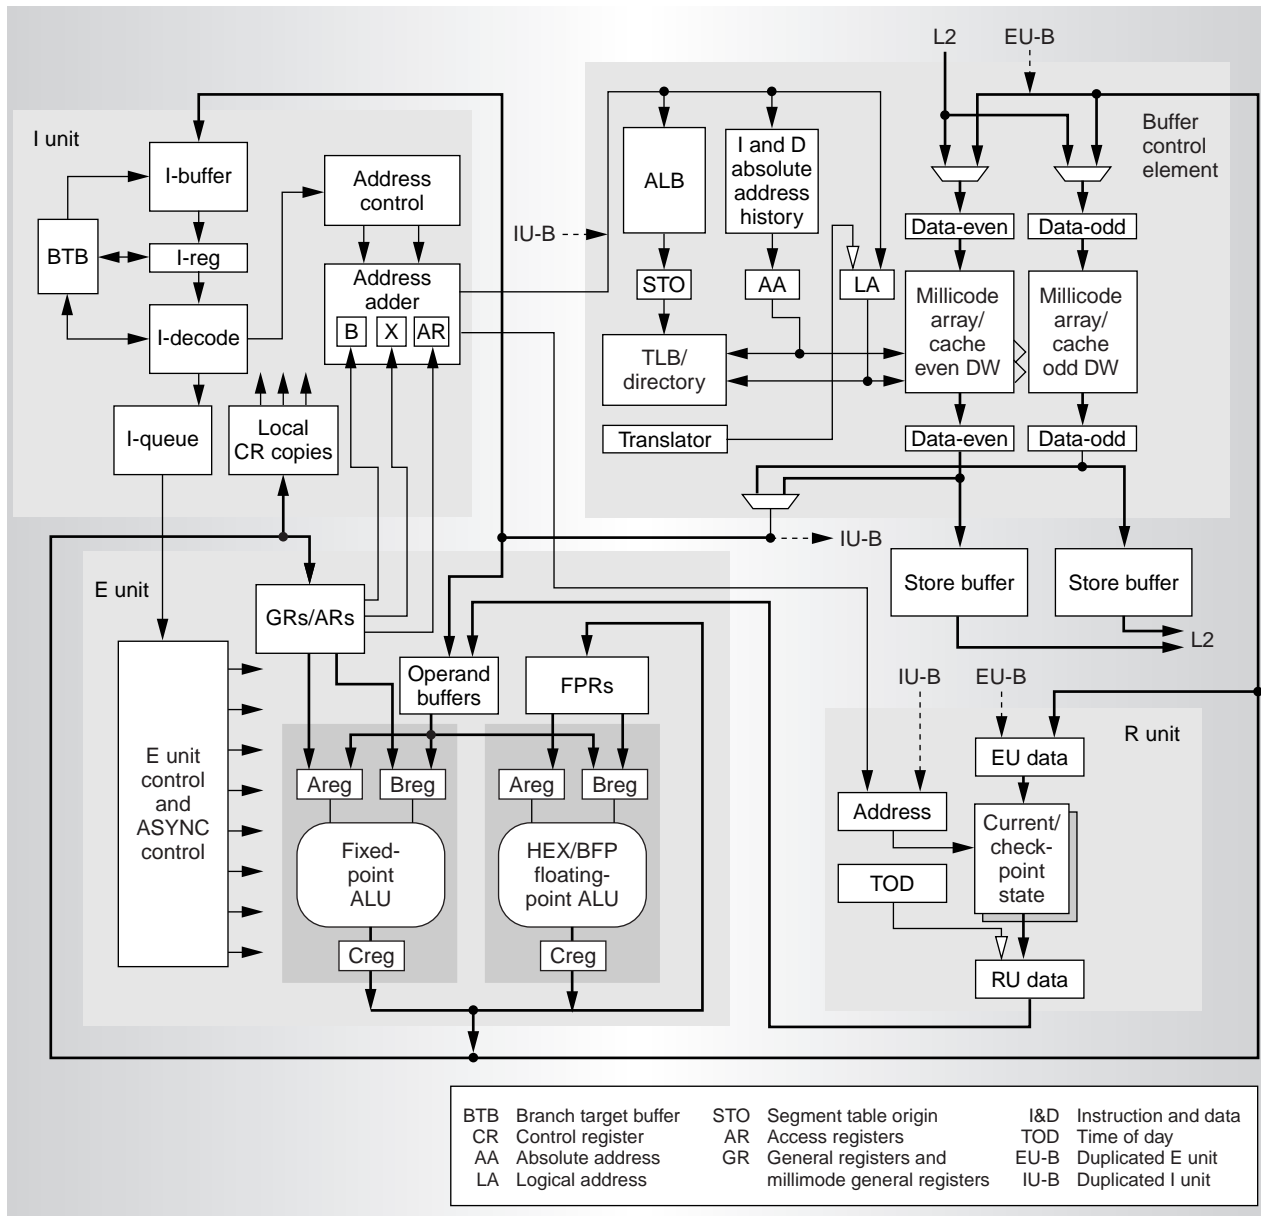 L2
EU-B
I unit
Buffer
control
element
I-buffer
Address
control
ALB
I and D
absolute
address
history
IU-B
BTB
I-reg
Data-even
Data-odd
Address
adder
B
X
AR
STO
AA
LA
Millicode
array/
cache
even DW
Millicode
array/
cache
odd DW
I-decode
TLB/
directory
I-queue
Local
CR copies
Translator
Data-even
Data-odd
IU-B
E unit
GRs/ARs
Store buffer
Store buffer
L2
Operand
buffers
FPRs
IU-B
EU-B
R unit
E unit
control
and
ASYNC
control
Areg
Breg
Areg
Breg
EU data
Address
Current/
check-
point
state
Fixed-
point
ALU
HEX/BFP
floating-
point ALU
TOD
Creg
Creg
RU data
BTB Branch target buffer
CR Control register
AA Absolute address
LA Logical address
STO Segment table origin
AR Access registers
GR General registers and
millimode general registers
I&D Instruction and data
TOD Time of day
EU-B Duplicated E unit
IU-B Duplicated I unit